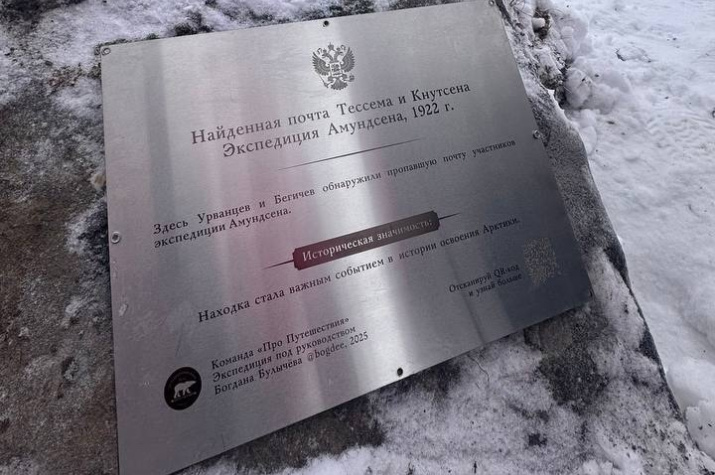 Найденная почта Тессема и Кнутсена
Экспедиция Амундсена, 1922 г.
Здесь Урванцев и Бегичев обнаружили пропавшую почту участников
экспедиции Амундсена.
Историческая значимость:
Находка стала важным событием в истории освоения Арктики.
Отсканируй QR-код
и узнай больше
Команда «Про Путешествия»
Экспедиция под руководством
Богдана Булычёва @bogdee, 2025